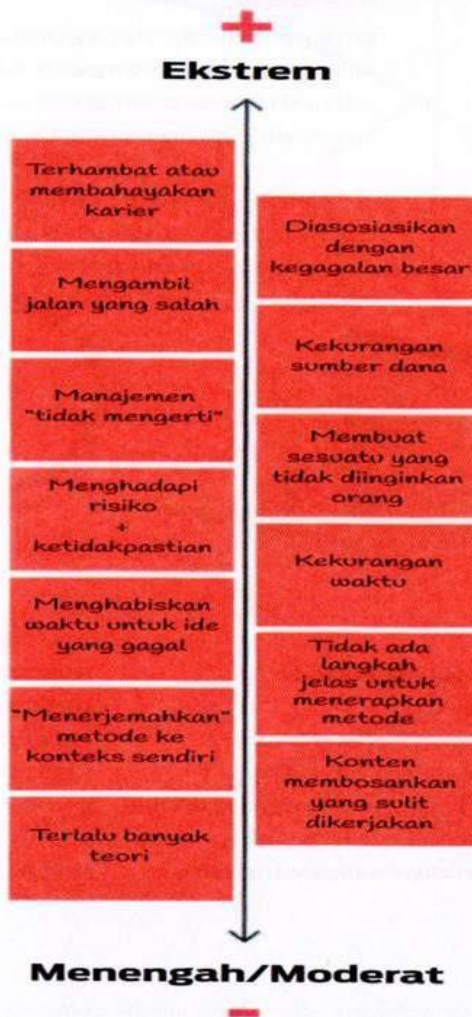 +
Ekstrem
Terhambat atau
membahayakan
karier
Diasosiasikan
dengan
kegagalan besar
Mengambil
jalan yang salah
Kekurangan
sumber dana
Manajemen
"tidak mengerti"
Membuat
sesuatu yang
tidak diinginkan
orang
Menghadapi
risiko
+
ketidakpastian
Kekurangan
waktu
Menghabiskan
waktu untuk ide
yang gagal
Tidak ada
langkah
jelas untuk
menerapkan
metode
"Menerjemahkan"
metode ke
konteks sendiri
Konten
membosankan
yang sulit
dikerjakan
Terlalu banyak
teori
Menengah/Moderat
-